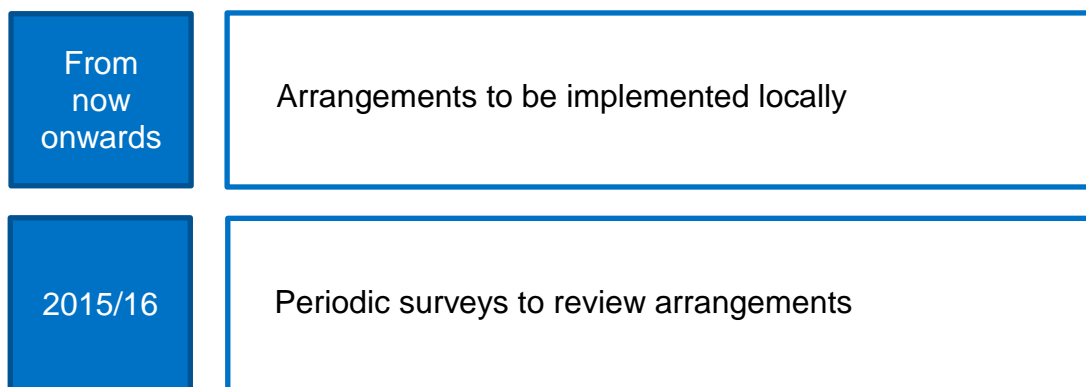 From
now
onwards
Arrangements to be implemented locally
2015/16
Periodic surveys to review arrangements